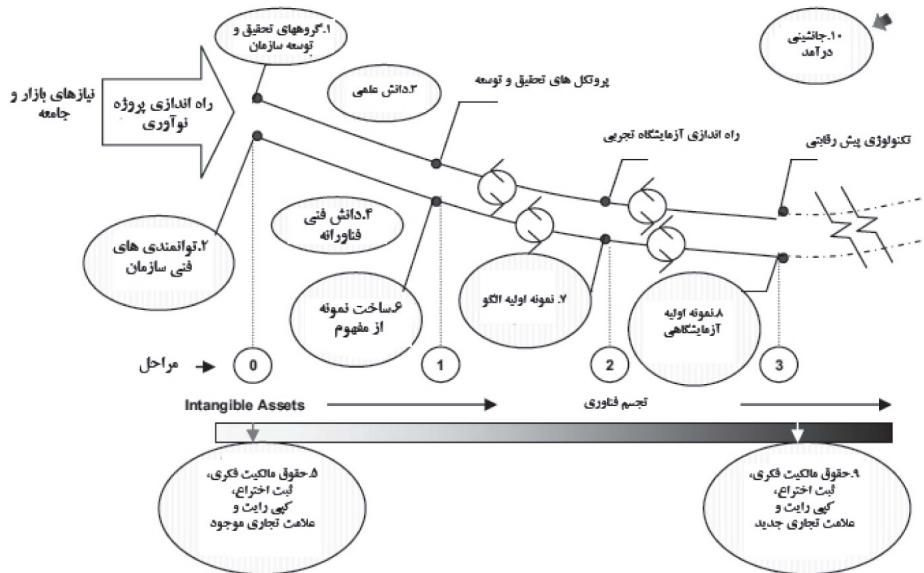 ۱.گروههای تحقیق و
توسعه سازمان
۱۰.جانشینی
درآمد
نیازهای بازار و
جامعه
راه اندازی پروژه
نوآوری
۳.دانش علمی
پروتکل های تحقیق و توسعه
راه اندازی آزمایشگاه تجربی
تکنولوژی پیش رقابتی
۲.توانمندی های
فنی سازمان
۴.دانش فنی
فناورانه
۶.ساخت نمونه
از مفهوم
۷. نمونه اولیه الگو
۸.نمونه اولیه
آزمایشگاهی
مراحل
0
1
2
3
Intangible Assets
تجسم فناوری
۵.حقوق مالکیت فکری،
ثبت اختراع،
کپی رایت و
علامت تجاری موجود
۹.حقوق مالکیت فکری،
ثبت اختراع،
کپی رایت و
علامت تجاری جدید